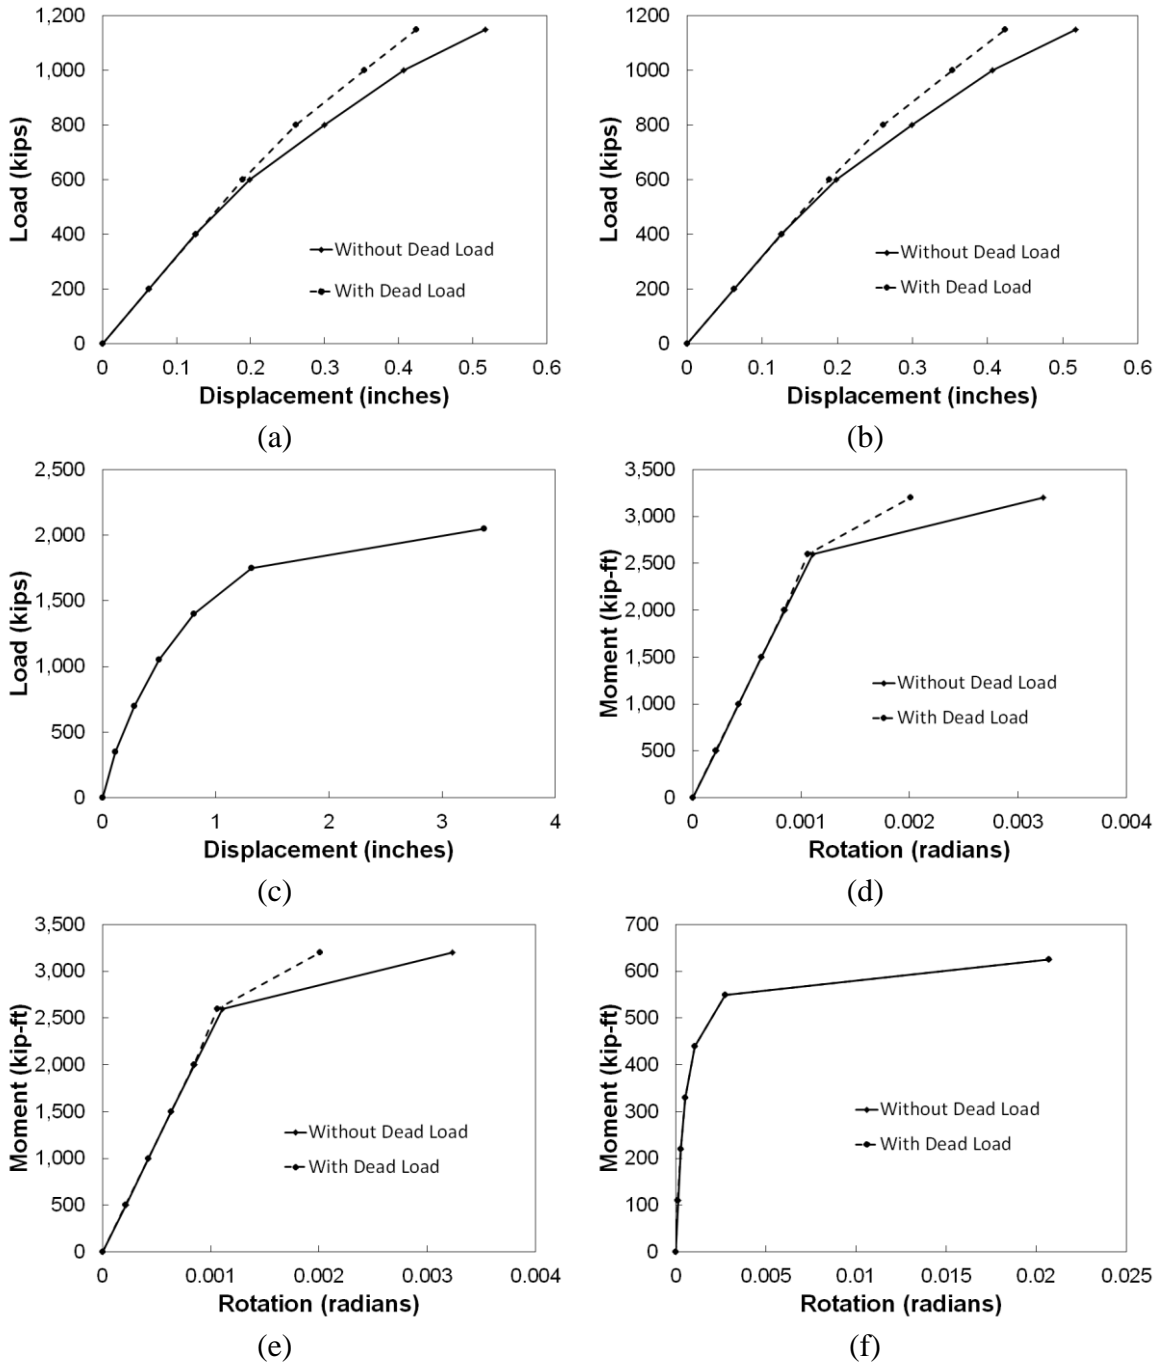 1,200
1,000
800
600
400
200
0
Load (kips)
Without Dead Load
With Dead Load
0 0.1 0.2 0.3 0.4 0.5 0.6
Displacement (inches)
(a)
1200
1000
800
600
400
200
0
Load (kips)
Without Dead Load
With Dead Load
0 0.1 0.2 0.3 0.4 0.5 0.6
Displacement (inches)
(b)
2,500
2,000
1,500
1,000
500
0
Load (kips)
0 1 2 3 4
Displacement (inches)
(c)
3,500
3,000
2,500
2,000
1,500
1,000
500
0
Moment (kip-ft)
Without Dead Load
With Dead Load
0 0.001 0.002 0.003 0.004
Rotation (radians)
(d)
3,500
3,000
2,500
2,000
1,500
1,000
500
0
Moment (kip-ft)
Without Dead Load
With Dead Load
0 0.001 0.002 0.003 0.004
Rotation (radians)
(e)
700
600
500
400
300
200
100
0
Moment (kip-ft)
Without Dead Load
With Dead Load
0 0.005 0.01 0.015 0.02 0.025
Rotation (radians)
(f)